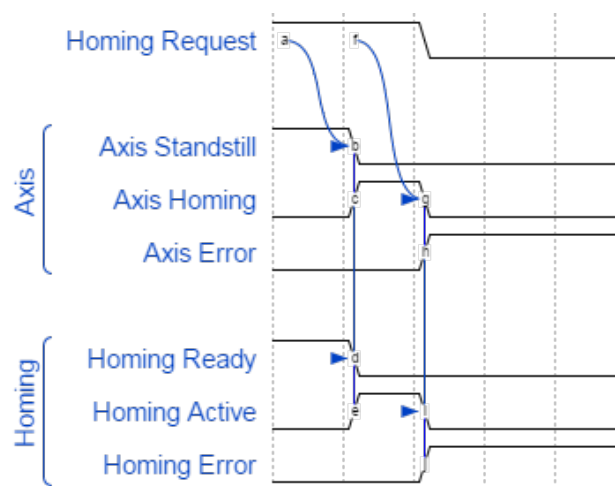 Homing Request
a
f
Axis
Axis Standstill
b
Axis Homing
c
g
Axis Error
h
Homing
Homing Ready
d
Homing Active
e
Homing Error